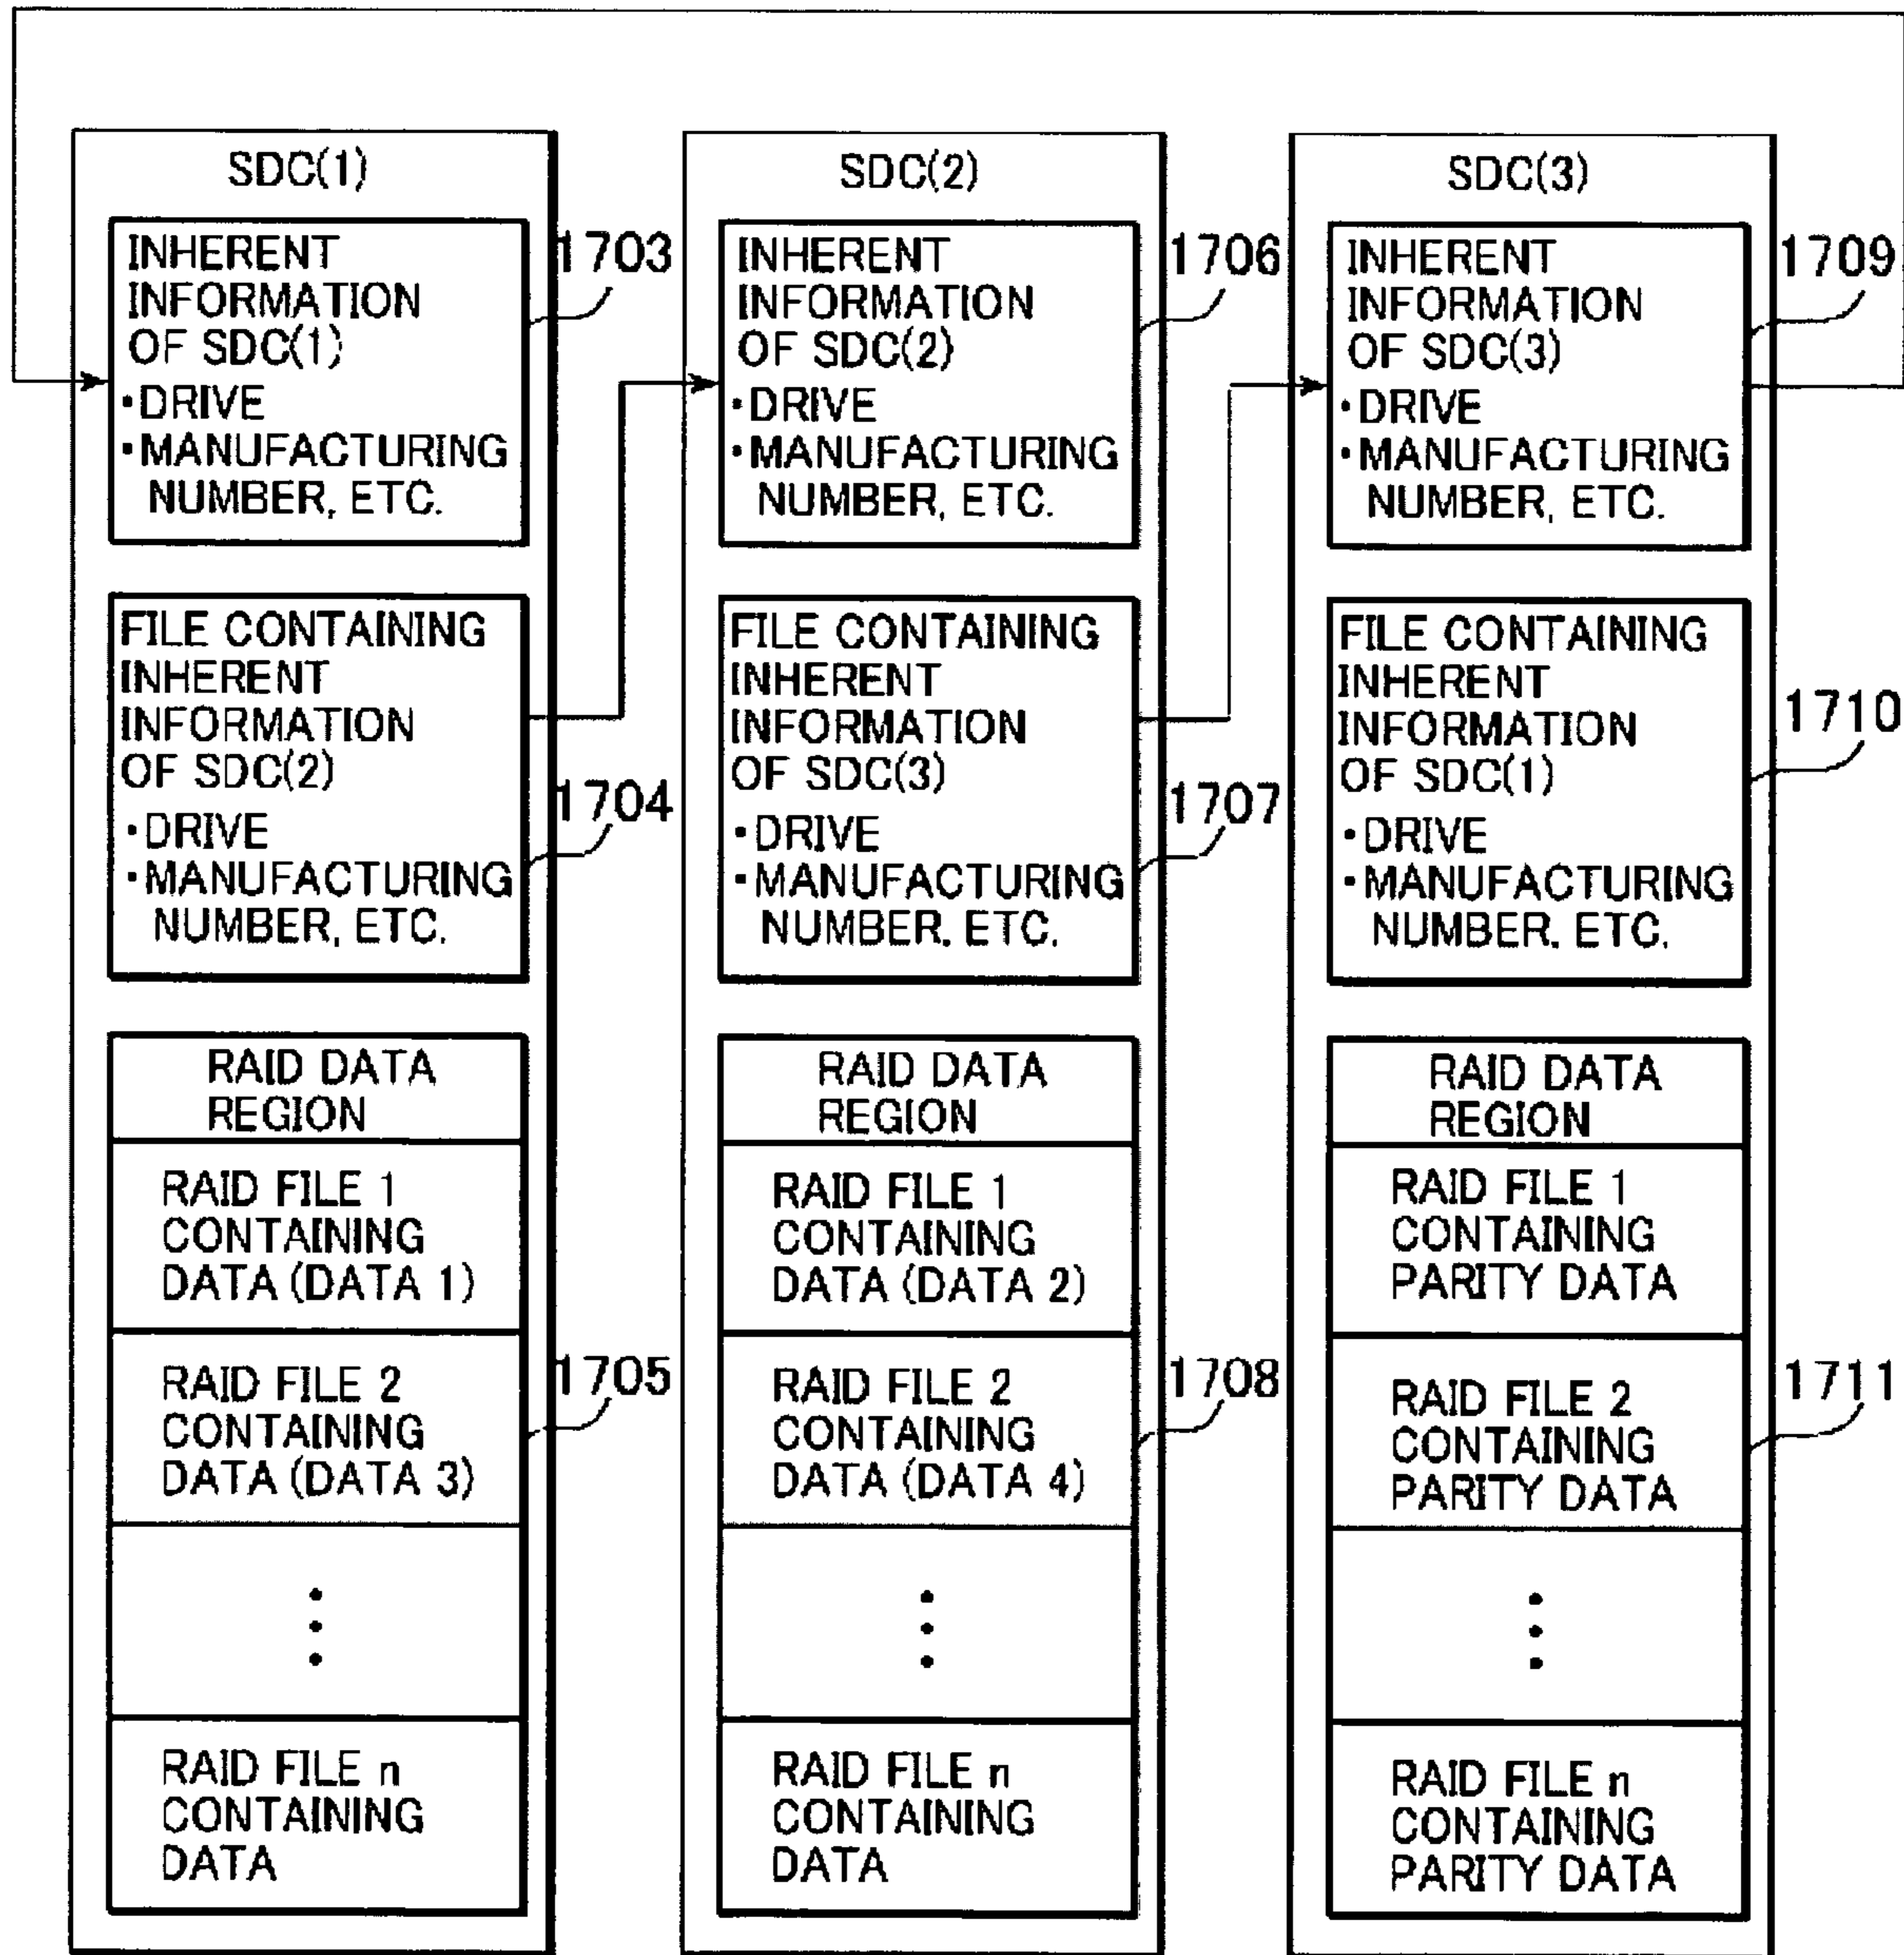 SDC(1)
INHERENT
INFORMATION
OF SDC(1)
・DRIVE
・MANUFACTURING
NUMBER, ETC.
1703
FILE CONTAINING
INHERENT
INFORMATION
OF SDC(2)
・DRIVE
・MANUFACTURING
NUMBER, ETC.
1704
RAID DATA
REGION
RAID FILE 1
CONTAINING
DATA (DATA 1)
RAID FILE 2
CONTAINING
DATA (DATA 3)
1705
RAID FILE n
CONTAINING
DATA
SDC(2)
INHERENT
INFORMATION
OF SDC(2)
・DRIVE
・MANUFACTURING
NUMBER, ETC.
1706
FILE CONTAINING
INHERENT
INFORMATION
OF SDC(3)
・DRIVE
・MANUFACTURING
NUMBER. ETC.
1707
RAID DATA
REGION
RAID FILE 1
CONTAINING
DATA (DATA 2)
RAID FILE 2
CONTAINING
DATA (DATA 4)
1708
RAID FILE n
CONTAINING
DATA
SDC(3)
INHERENT
INFORMATION
OF SDC(3)
・DRIVE
・MANUFACTURING
NUMBER, ETC.
1709
FILE CONTAINING
INHERENT
INFORMATION
OF SDC(1)
・DRIVE
・MANUFACTURING
NUMBER. ETC.
1710
RAID DATA
REGION
RAID FILE 1
CONTAINING
PARITY DATA
RAID FILE 2
CONTAINING
PARITY DATA
1711
RAID FILE n
CONTAINING
PARITY DATA